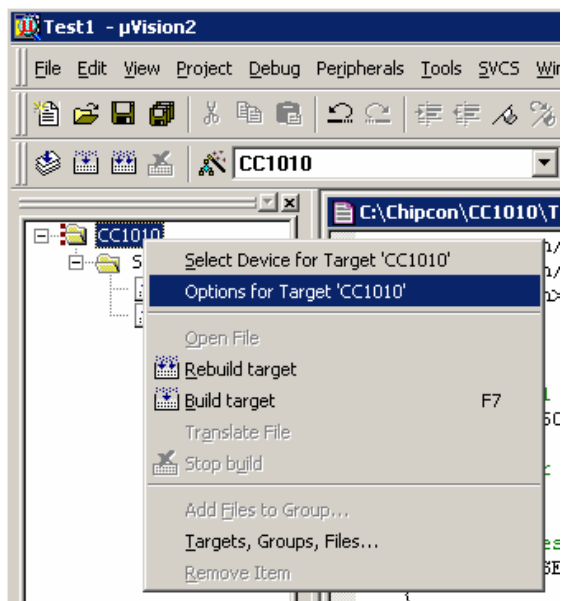 Test1 - µVision2
File Edit View Project Debug Peripherals Tools SVCS
CC1010
C:\Chipcon\CC1010\T
CC1010
Select Device for Target 'CC1010'
Options for Target 'CC1010'
Open File
Rebuild target
Build target F7
Translate File
Stop build
Add Files to Group...
Targets, Groups, Files...
Remove Item